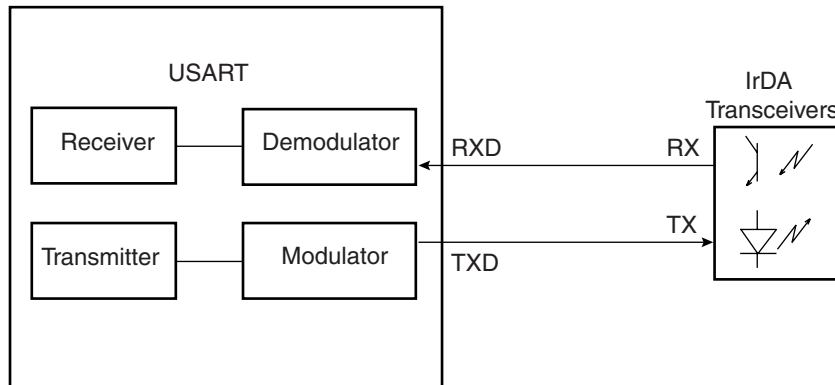 USART
IrDA
Transceivers
Receiver
Demodulator
RXD
RX
Transmitter
Modulator
TXD
TX